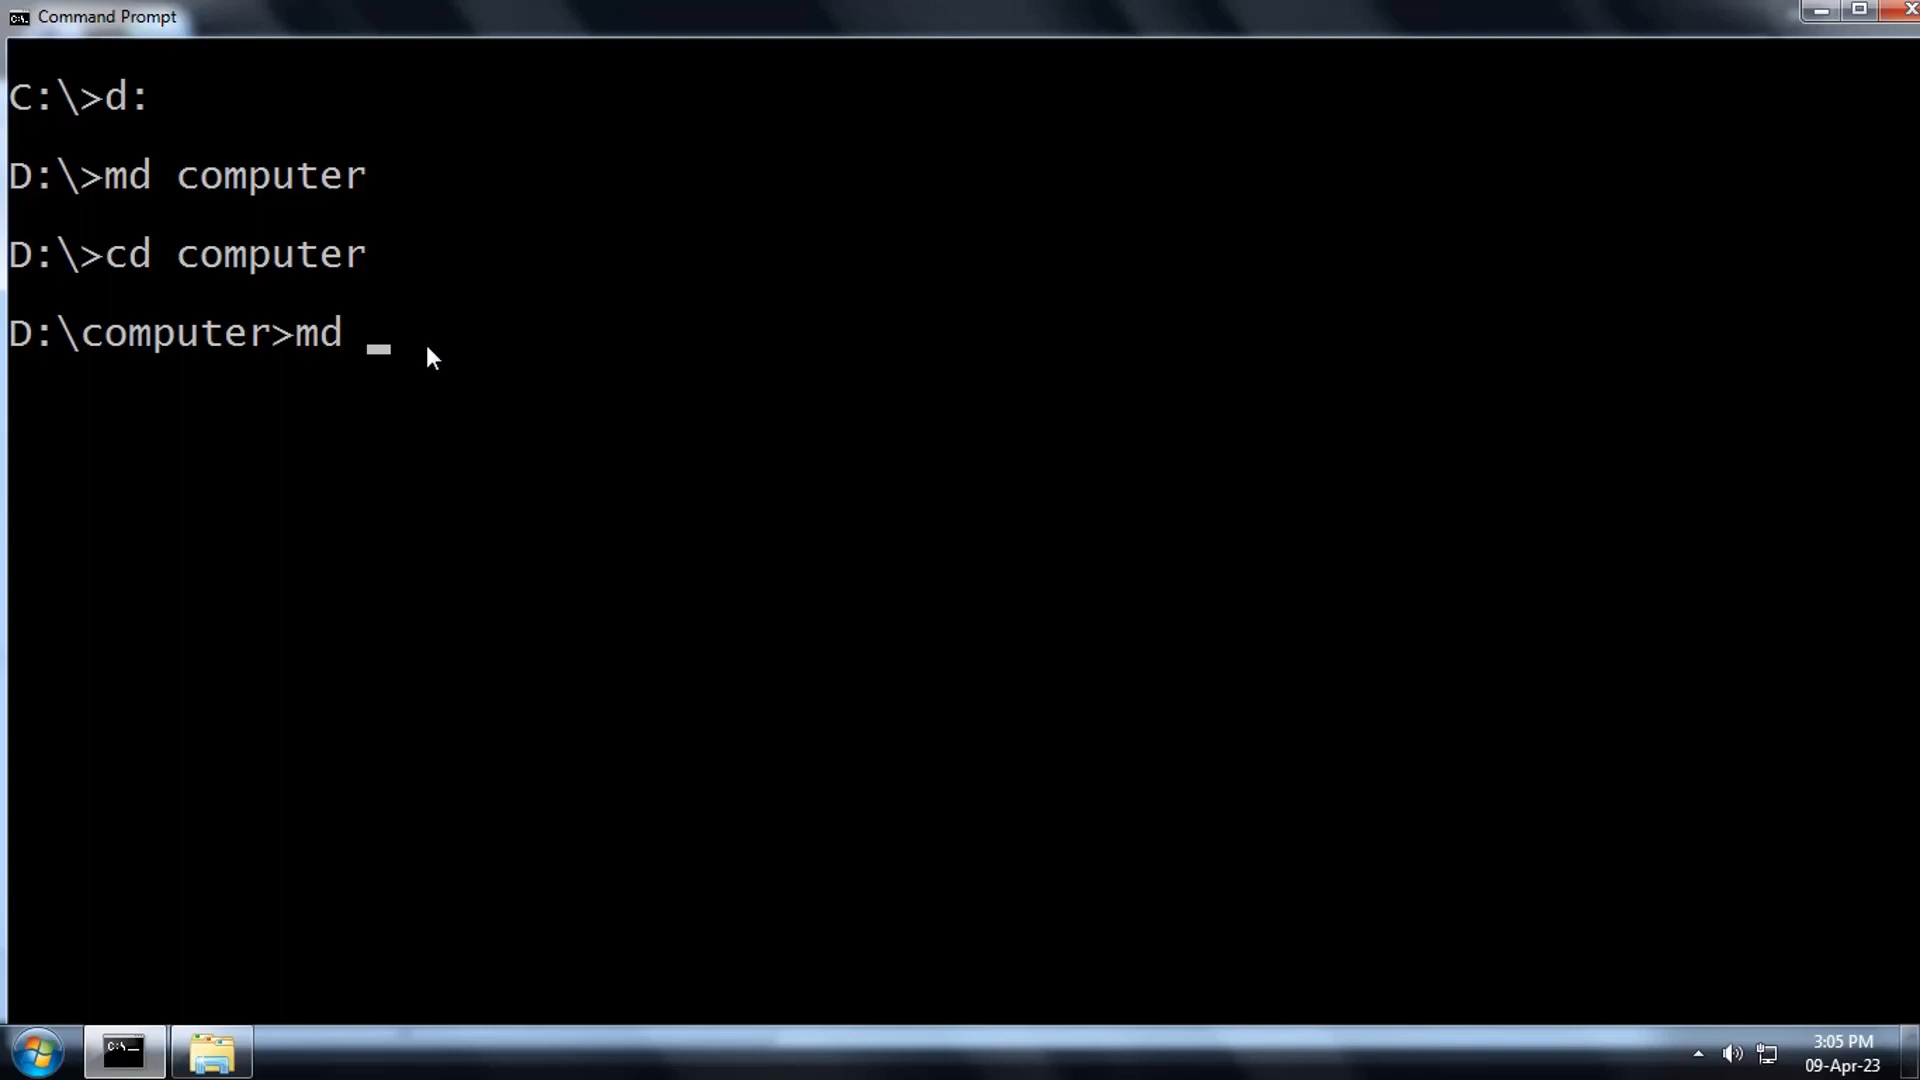 Command Prompt
C:\>d:
D:\>md computer
D:\>cd computer
D:\computer>md _
C:\_
3:05 PM
09-Apr-23